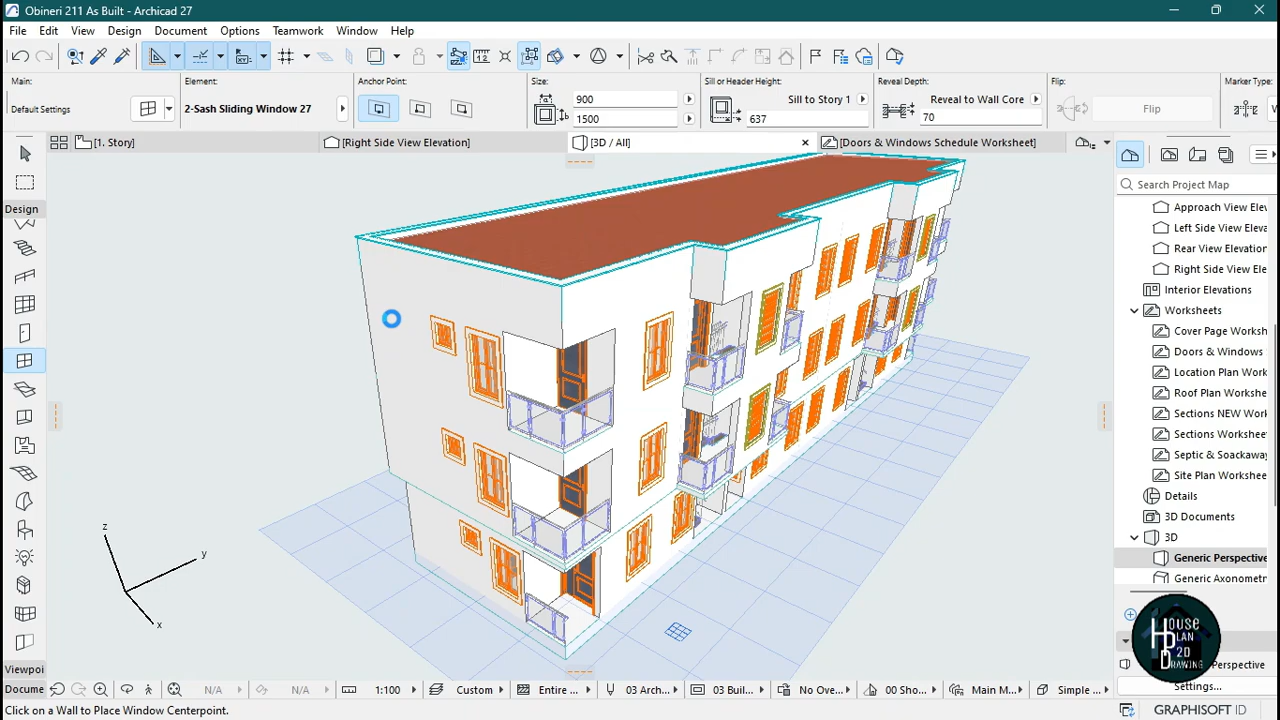 Obineri 211 As Built - Archicad 27
File Edit View Design Document Options Teamwork Window Help
Main: Element: Anchor Point: Size: Sill or Header Height: Reveal Depth: Flip: Marker Type:
Default Settings 2-Sash Sliding Window 27 900 1500 Sill to Story 1 637 Reveal to Wall Core 70 Flip
[1. Story] [Right Side View Elevation] [3D / All] [Doors & Windows Schedule Worksheet]
Search Project Map
Design
Approach View Elev
Left Side View Eleva
Rear View Elevation
Right Side View Ele
Interior Elevations
Worksheets
Cover Page Worksh
Doors & Windows
Location Plan Work
Roof Plan Workshe
Sections NEW Work
Sections Workshee
Septic & Soackaway
Site Plan Workshee
Details
3D Documents
3D
Generic Perspective
Generic Axonometr
z
y
x
House
PLAN
HPD
2D
DRAWING
Perspective
Settings...
Viewpoi
Docume
N/A N/A 1:100 Custom Entire ... 03 Arch... 03 Buil... No Ove... 00 Sho... Main M... Simple ...
Click on a Wall to Place Window Centerpoint.
GRAPHISOFT ID